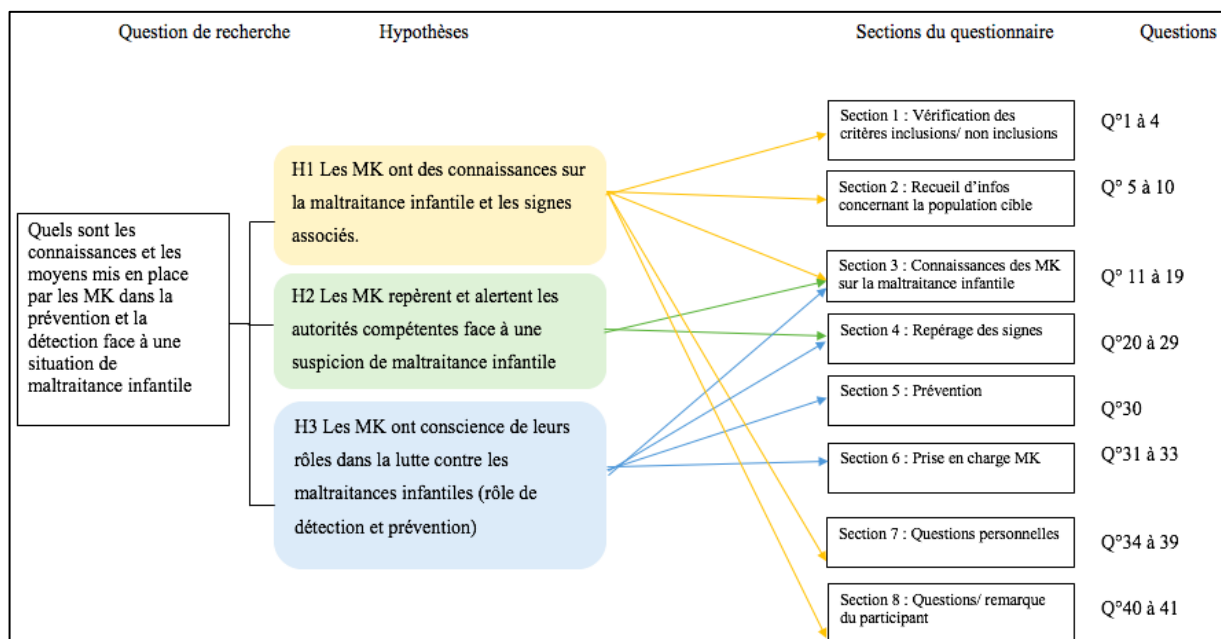 Question de recherche
Hypothèses
Sections du questionnaire
Questions
Quels sont les
connaissances et les
moyens mis en place
par les MK dans la
prévention et la
détection face à une
situation de
maltraitance infantile
H1 Les MK ont des connaissances sur
la maltraitance infantile et les signes
associés.
H2 Les MK repèrent et alertent les
autorités compétentes face à une
suspicion de maltraitance infantile
H3 Les MK ont conscience de leurs
rôles dans la lutte contre les
maltraitances infantiles (rôle de
détection et prévention)
Section 1 : Vérification des
critères inclusions/ non inclusions
Q°1 à 4
Section 2 : Recueil d’infos
concernant la population cible
Q° 5 à 10
Section 3 : Connaissances des MK
sur la maltraitance infantile
Q° 11 à 19
Section 4 : Repérage des signes
Q°20 à 29
Section 5 : Prévention
Q°30
Section 6 : Prise en charge MK
Q°31 à 33
Section 7 : Questions personnelles
Q°34 à 39
Section 8 : Questions/ remarque
du participant
Q°40 à 41